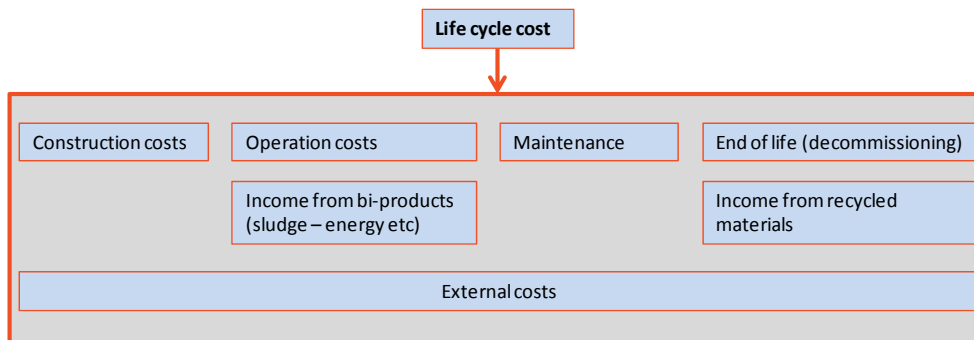 Life cycle cost
Construction costs
Operation costs
Maintenance
End of life (decommissioning)
Income from bi-products
(sludge – energy etc)
Income from recycled
materials
External costs